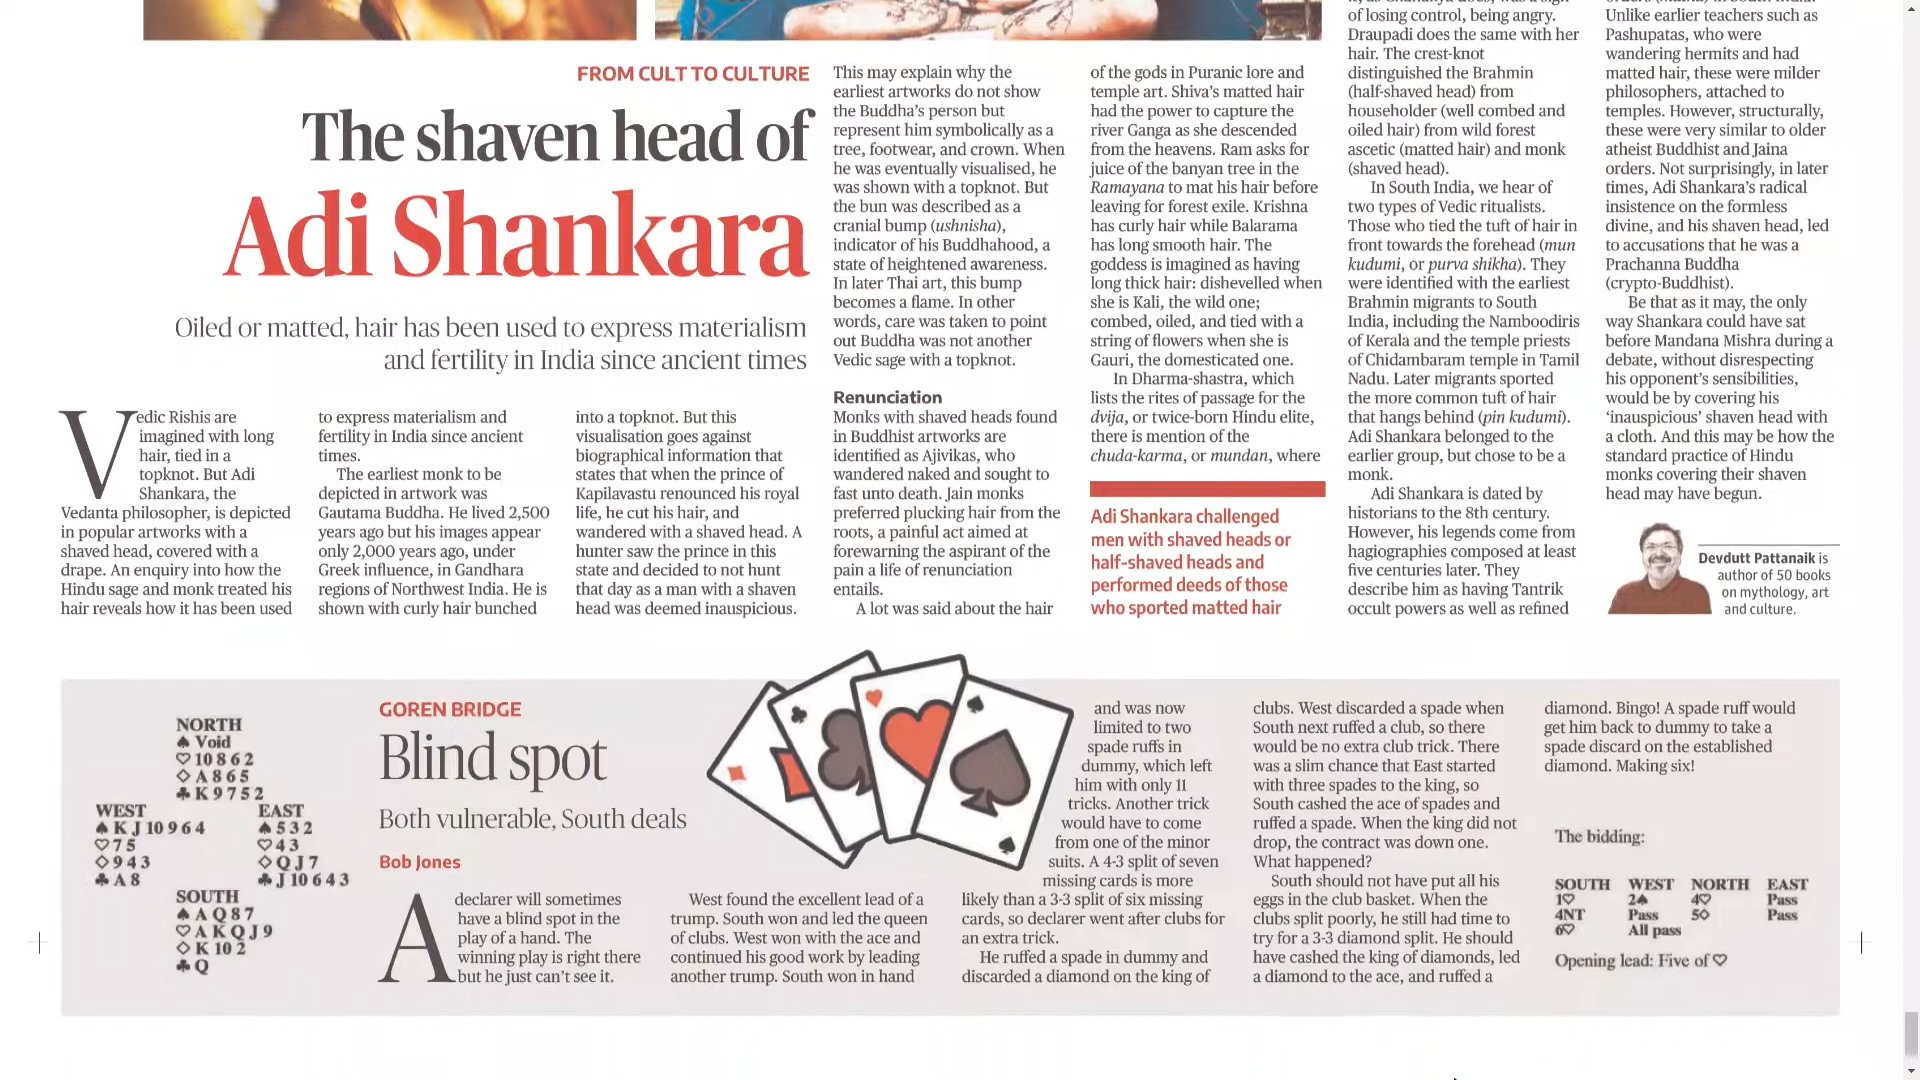 FROM CULT TO CULTURE
The shaven head of
Adi Shankara
Oiled or matted, hair has been used to express materialism
and fertility in India since ancient times
Vedic Rishis are
imagined with long
hair, tied in a
topknot. But Adi
Shankara, the
Vedanta philosopher, is depicted
in popular artworks with a
shaved head, covered with a
drape. An enquiry into how the
Hindu sage and monk treated his
hair reveals how it has been used
to express materialism and
fertility in India since ancient
times.
The earliest monk to be
depicted in artwork was
Gautama Buddha. He lived 2,500
years ago but his images appear
only 2,000 years ago, under
Greek influence, in Gandhara
regions of Northwest India. He is
shown with curly hair bunched
into a topknot. But this
visualisation goes against
biographical information that
states that when the prince of
Kapilavastu renounced his royal
life, he cut his hair, and
wandered with a shaved head. A
hunter saw the prince in this
state and decided to not hunt
that day as a man with a shaven
head was deemed inauspicious.
This may explain why the
earliest artworks do not show
the Buddha's person but
represent him symbolically as a
tree, footwear, and crown. When
he was eventually visualised, he
was shown with a topknot. But
the bun was described as a
cranial bump (ushnisha),
indicator of his Buddhahood, a
state of heightened awareness.
In later Thai art, this bump
becomes a flame. In other
words, care was taken to point
out Buddha was not another
Vedic sage with a topknot.
Renunciation
Monks with shaved heads found
in Buddhist artworks are
identified as Ajivikas, who
wandered naked and sought to
fast unto death. Jain monks
preferred plucking hair from the
roots, a painful act aimed at
forewarning the aspirant of the
pain a life of renunciation
entails.
A lot was said about the hair
of the gods in Puranic lore and
temple art. Shiva's matted hair
had the power to capture the
river Ganga as she descended
from the heavens. Ram asks for
juice of the banyan tree in the
Ramayana to mat his hair before
leaving for forest exile. Krishna
has curly hair while Balarama
has long smooth hair. The
goddess is imagined as having
long thick hair: dishevelled when
she is Kali, the wild one;
combed, oiled, and tied with a
string of flowers when she is
Gauri, the domesticated one.
In Dharma-shastra, which
lists the rites of passage for the
dvija, or twice-born Hindu elite,
there is mention of the
chuda-karma, or mundan, where
Adi Shankara challenged
men with shaved heads or
half-shaved heads and
performed deeds of those
who sported matted hair
of losing control, being angry.
Draupadi does the same with her
hair. The crest-knot
distinguished the Brahmin
(half-shaved head) from
householder (well combed and
oiled hair) from wild forest
ascetic (matted hair) and monk
(shaved head).
In South India, we hear of
two types of Vedic ritualists.
Those who tied the tuft of hair in
front towards the forehead (mun
kudumi, or purva shikha). They
were identified with the earliest
Brahmin migrants to South
India, including the Namboodiris
of Kerala and the temple priests
of Chidambaram temple in Tamil
Nadu. Later migrants sported
the more common tuft of hair
that hangs behind (pin kudumi).
Adi Shankara belonged to the
earlier group, but chose to be a
monk.
Adi Shankara is dated by
historians to the 8th century.
However, his legends come from
hagiographies composed at least
five centuries later. They
describe him as having Tantrik
occult powers as well as refined
Unlike earlier teachers such as
Pashupatas, who were
wandering hermits and had
matted hair, these were milder
philosophers, attached to
temples. However, structurally,
these were very similar to older
atheist Buddhist and Jaina
orders. Not surprisingly, in later
times, Adi Shankara's radical
insistence on the formless
divine, and his shaven head, led
to accusations that he was a
Prachanna Buddha
(crypto-Buddhist).
Be that as it may, the only
way Shankara could have sat
before Mandana Mishra during a
debate, without disrespecting
his opponent's sensibilities,
would be by covering his
'inauspicious' shaven head with
a cloth. And this may be how the
standard practice of Hindu
monks covering their shaven
head may have begun.
Devdutt Pattanaik is
author of 50 books
on mythology, art
and culture.
NORTH
♠ Void
♡ 10 8 6 2
◇ A 8 6 5
♣ K 9 7 5 2
WEST
♠ K J 10 9 6 4
♡ 7 5
◇ 9 4 3
♣ A 8
EAST
♠ 5 3 2
♡ 4 3
◇ Q J 7
♣ J 10 6 4 3
SOUTH
♠ A Q 8 7
♡ A K Q J 9
◇ K 10 2
♣ Q
GOREN BRIDGE
Blind spot
Both vulnerable, South deals
Bob Jones
A declarer will sometimes
have a blind spot in the
play of a hand. The
winning play is right there
but he just can't see it.
West found the excellent lead of a
trump. South won and led the queen
of clubs. West won with the ace and
continued his good work by leading
another trump. South won in hand
and was now
limited to two
spade ruffs in
dummy, which left
him with only 11
tricks. Another trick
would have to come
from one of the minor
suits. A 4-3 split of seven
missing cards is more
likely than a 3-3 split of six missing
cards, so declarer went after clubs for
an extra trick.
He ruffed a spade in dummy and
discarded a diamond on the king of
clubs. West discarded a spade when
South next ruffed a club, so there
would be no extra club trick. There
was a slim chance that East started
with three spades to the king, so
South cashed the ace of spades and
ruffed a spade. When the king did not
drop, the contract was down one.
What happened?
South should not have put all his
eggs in the club basket. When the
clubs split poorly, he still had time to
try for a 3-3 diamond split. He should
have cashed the king of diamonds, led
a diamond to the ace, and ruffed a
diamond. Bingo! A spade ruff would
get him back to dummy to take a
spade discard on the established
diamond. Making six!
The bidding:
SOUTH WEST NORTH EAST
1♡ 2♠ 4♡ Pass
4NT Pass 5◇ Pass
6♡ All pass
Opening lead: Five of ♡